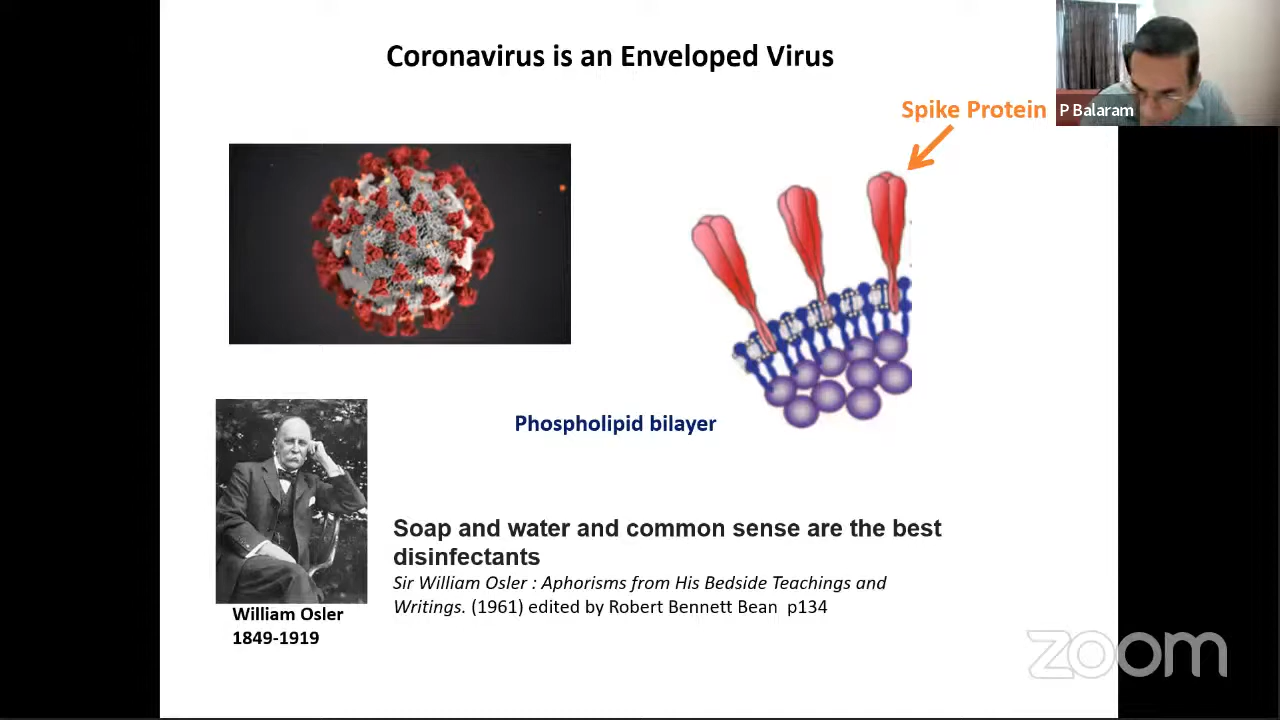 Coronavirus is an Enveloped Virus
Spike Protein
P Balaram
Phospholipid bilayer
Soap and water and common sense are the best
disinfectants
Sir William Osler : Aphorisms from His Bedside Teachings and
Writings. (1961) edited by Robert Bennett Bean p134
William Osler
1849-1919
zoom